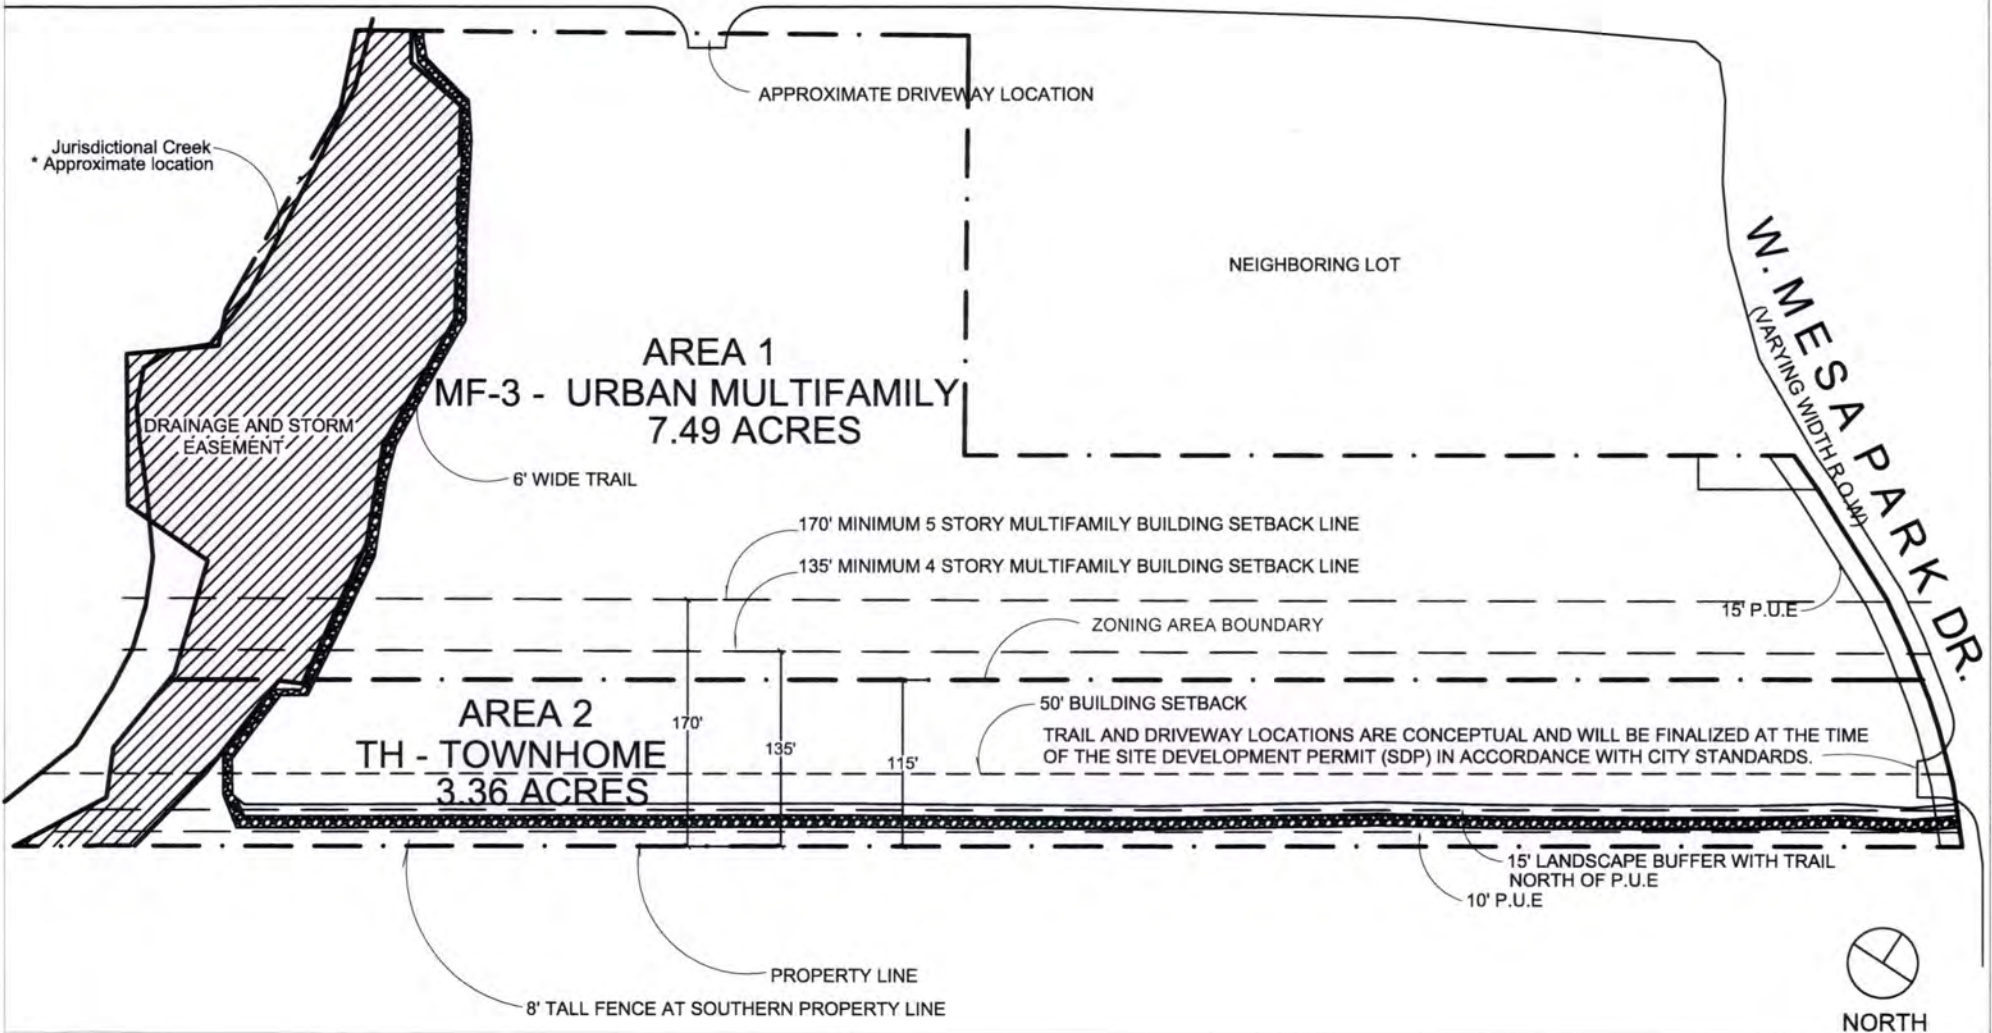 APPROXIMATE DRIVEWAY LOCATION
Jurisdictional Creek
* Approximate location
NEIGHBORING LOT
W. MESA PARK DR.
(VARYING WIDTH R.O.W)
AREA 1
MF-3 - URBAN MULTIFAMILY
7.49 ACRES
DRAINAGE AND STORM
EASEMENT
6' WIDE TRAIL
170' MINIMUM 5 STORY MULTIFAMILY BUILDING SETBACK LINE
135' MINIMUM 4 STORY MULTIFAMILY BUILDING SETBACK LINE
15' P.U.E
ZONING AREA BOUNDARY
AREA 2
TH - TOWNHOME
3.36 ACRES
170'
135'
115'
50' BUILDING SETBACK
TRAIL AND DRIVEWAY LOCATIONS ARE CONCEPTUAL AND WILL BE FINALIZED AT THE TIME
OF THE SITE DEVELOPMENT PERMIT (SDP) IN ACCORDANCE WITH CITY STANDARDS.
15' LANDSCAPE BUFFER WITH TRAIL
NORTH OF P.U.E
10' P.U.E
PROPERTY LINE
8' TALL FENCE AT SOUTHERN PROPERTY LINE
NORTH